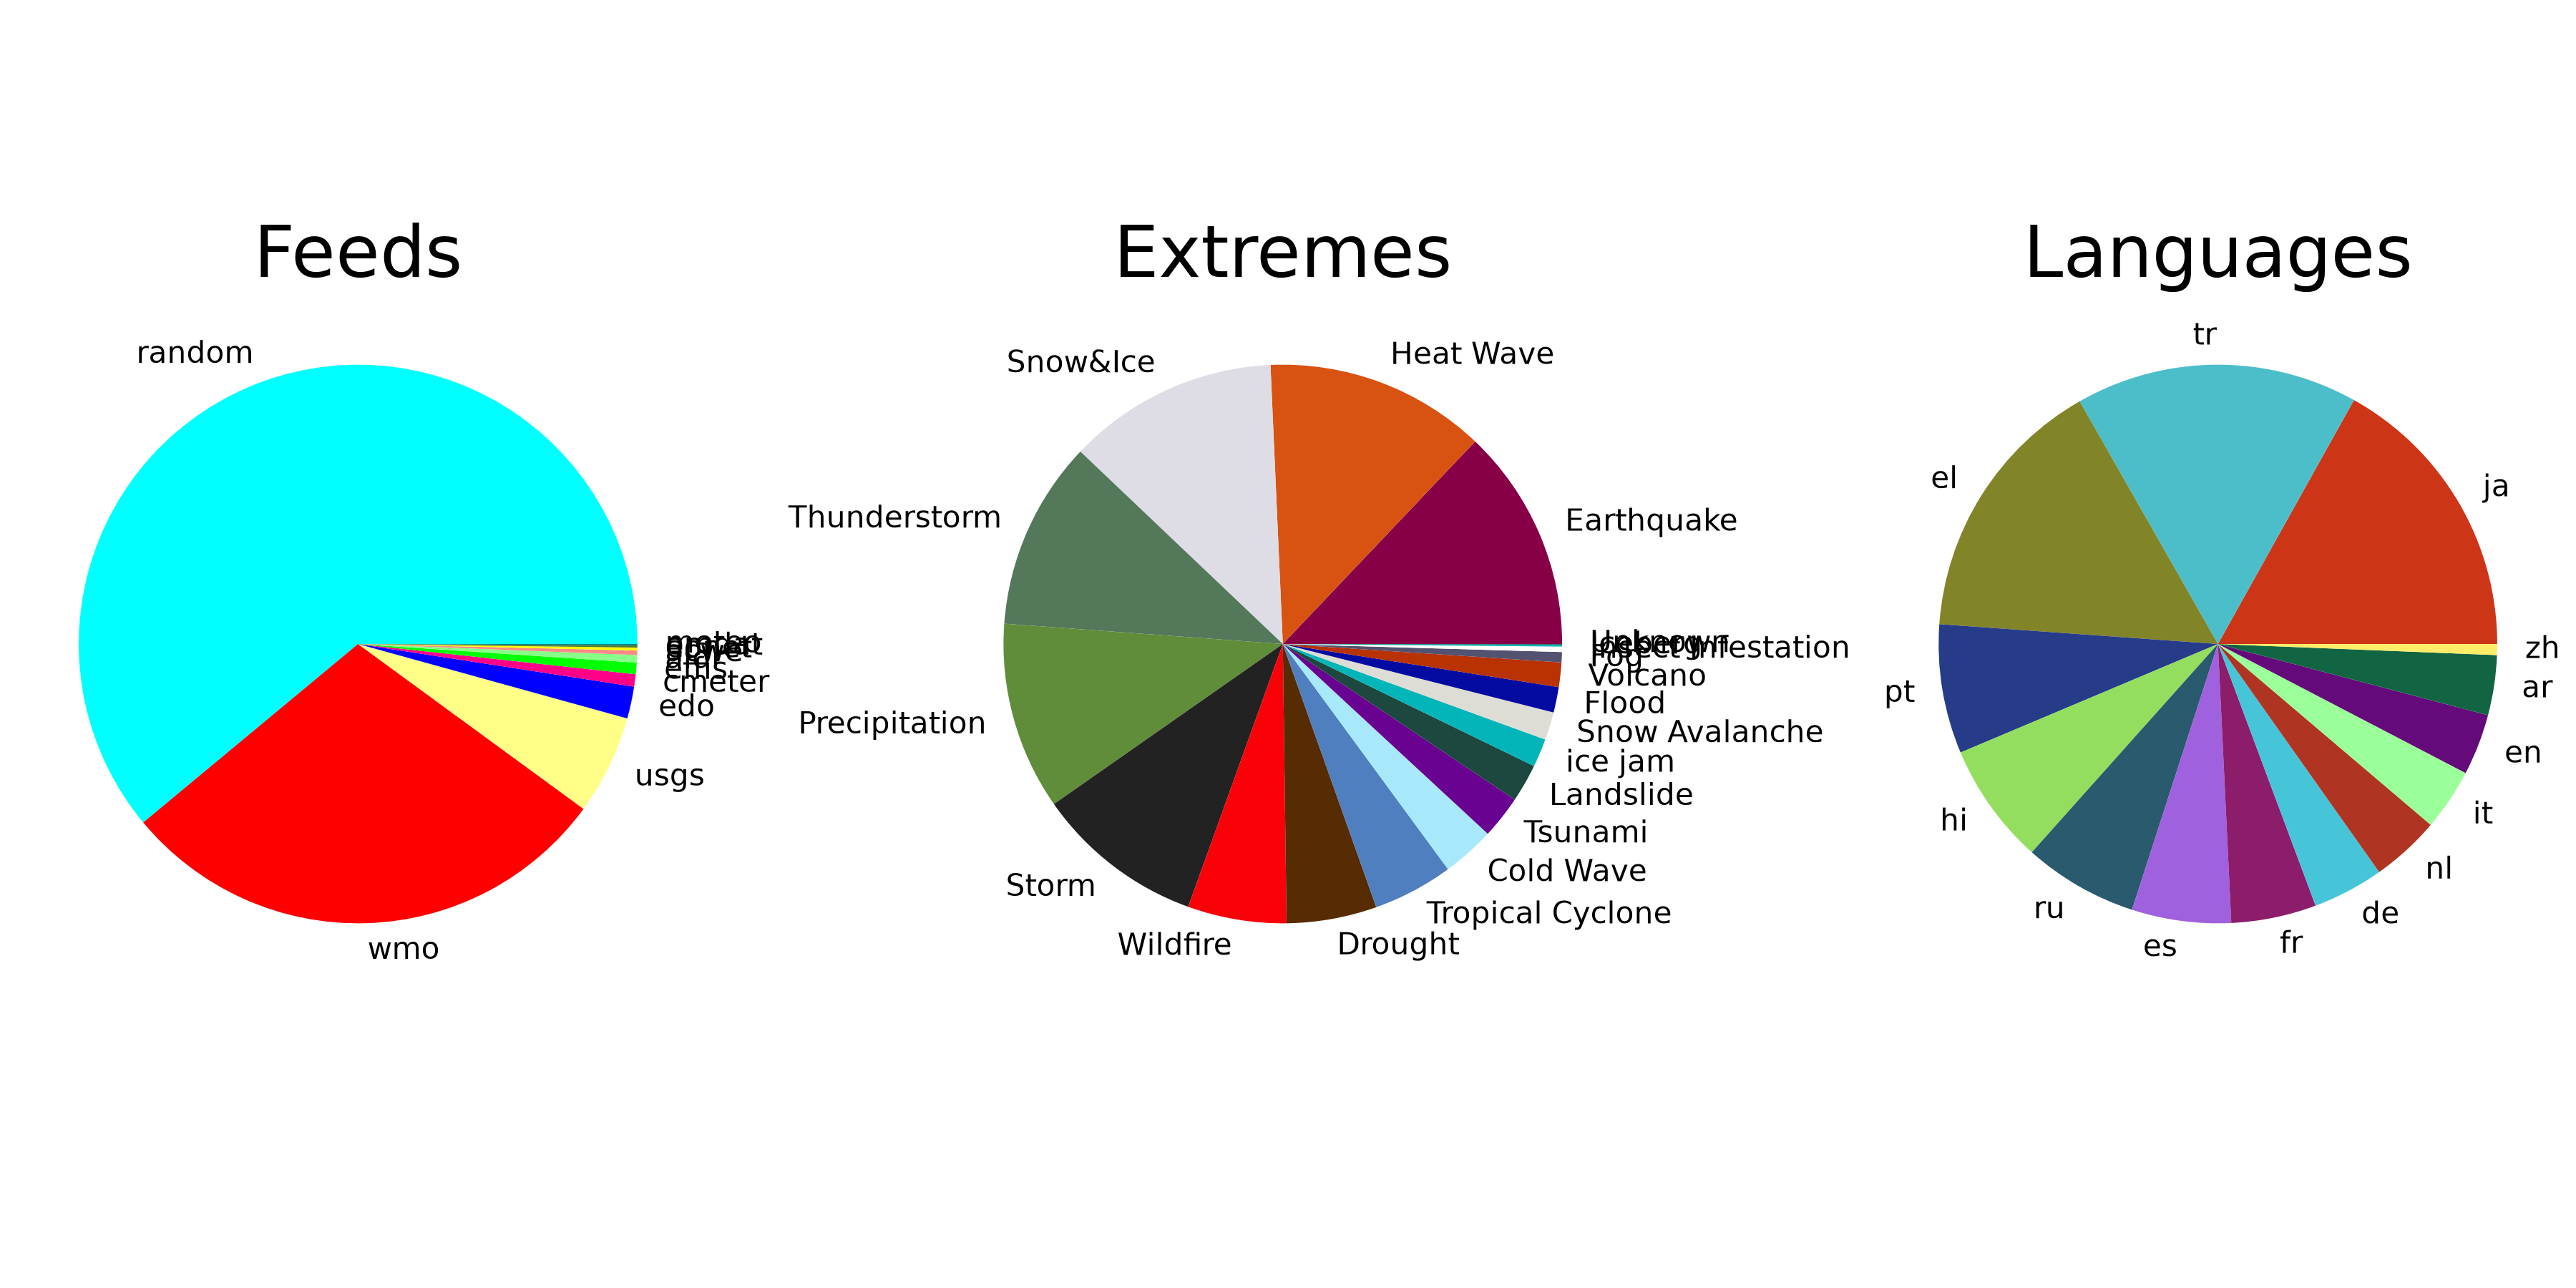 Feeds
random
cmeter
edo
usgs
wmo
Extremes
Snow&Ice
Heat Wave
Thunderstorm
Earthquake
Insect Infestation
Fog
Volcano
Flood
Snow Avalanche
ice jam
Landslide
Tsunami
Cold Wave
Tropical Cyclone
Drought
Wildfire
Storm
Precipitation
Languages
tr
ja
el
zh
ar
en
it
nl
de
fr
es
ru
hi
pt